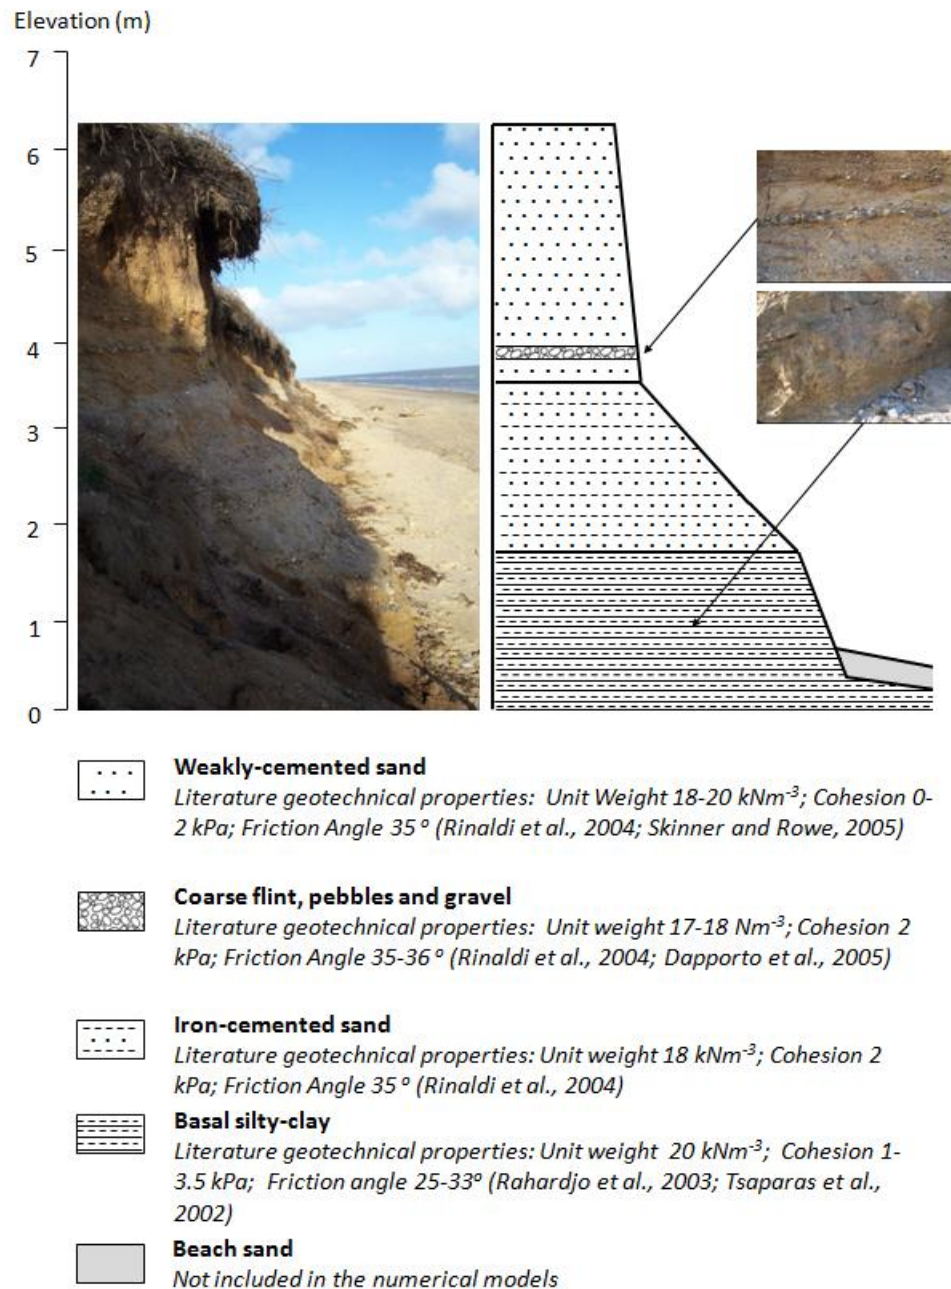 Elevation (m)
7
6
5
4
3
2
1
0
Weakly-cemented sand
Literature geotechnical properties:  Unit Weight 18-20 kNm⁻³; Cohesion 0-
2 kPa; Friction Angle 35 º (Rinaldi et al., 2004; Skinner and Rowe, 2005)
Coarse flint, pebbles and gravel
Literature geotechnical properties:  Unit weight 17-18 Nm⁻³; Cohesion 2
kPa; Friction Angle 35-36 º (Rinaldi et al., 2004; Dapporto et al., 2005)
Iron-cemented sand
Literature geotechnical properties: Unit weight 18 kNm⁻³; Cohesion 2
kPa; Friction Angle 35 º (Rinaldi et al., 2004)
Basal silty-clay
Literature geotechnical properties: Unit weight  20 kNm⁻³;  Cohesion 1-
3.5 kPa;  Friction angle 25-33º (Rahardjo et al., 2003; Tsaparas et al.,
2002)
Beach sand
Not included in the numerical models